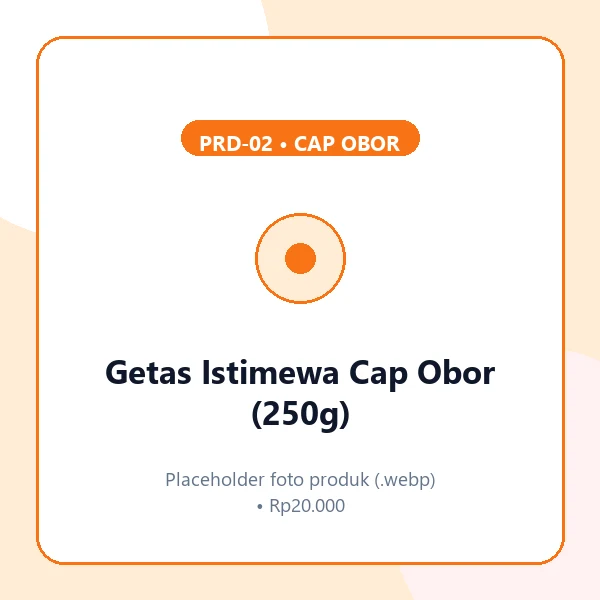 PRD-02 • CAP OBOR
Getas Istimewa Cap Obor
(250g)
Placeholder foto produk (.webp)
• Rp20.000